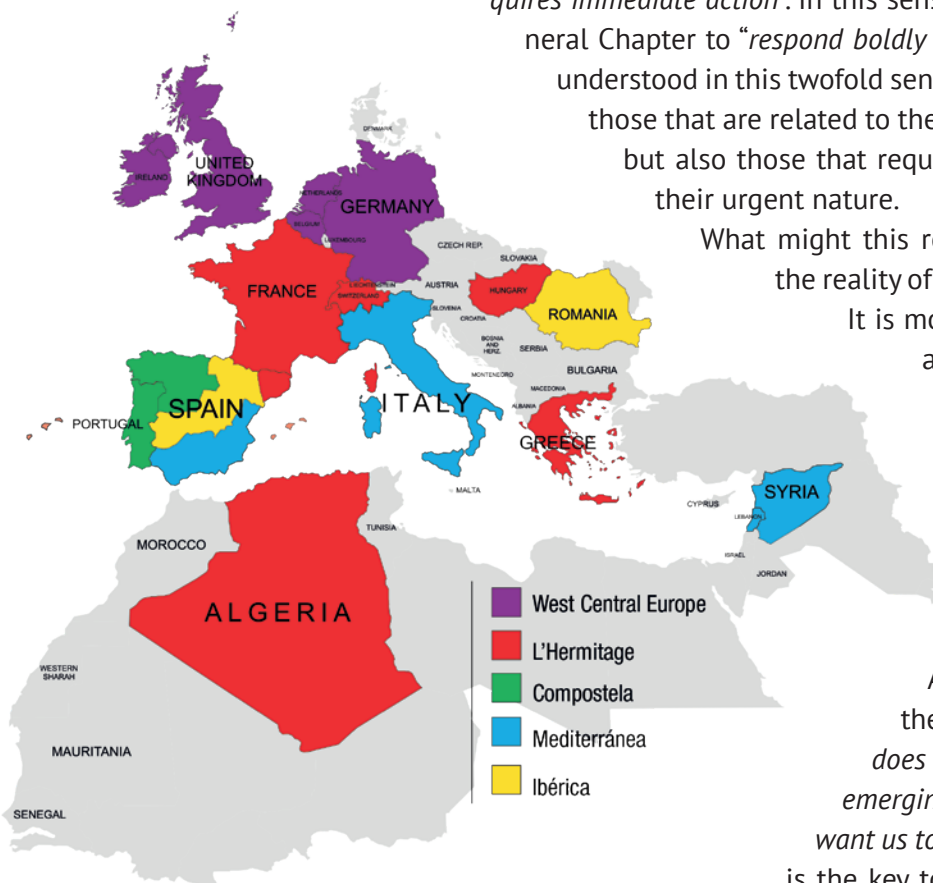 quires immediate action". In this sens
neral Chapter to "respond boldly
understood in this twofold sen
those that are related to the
but also those that requ
their urgent nature.
What might this r
the reality of
It is mo
a
DENMARK
IRELAND
UNITED
KINGDOM
NETHERLANDS
GERMANY
BELGIUM
LUXEMBOURG
CZECH REP.
SLOVAKIA
FRANCE
LIECHTENSTEIN
SWITZERLAND
AUSTRIA
HUNGARY
SLOVENIA
CROATIA
ROMANIA
BOSNIA
AND
HERZ.
SERBIA
MONTENEGRO
BULGARIA
MACEDONIA
ALBANIA
PORTUGAL
SPAIN
ITALY
GREECE
MALTA
CYPRUS
SYRIA
LEBANON
ISRAEL
JORDAN
TUNISIA
MOROCCO
ALGERIA
WESTERN
SHARAH
MAURITANIA
SENEGAL
West Central Europe
L'Hermitage
Compostela
Mediterránea
Ibérica
A
the
does
emergin
want us to
is the key to